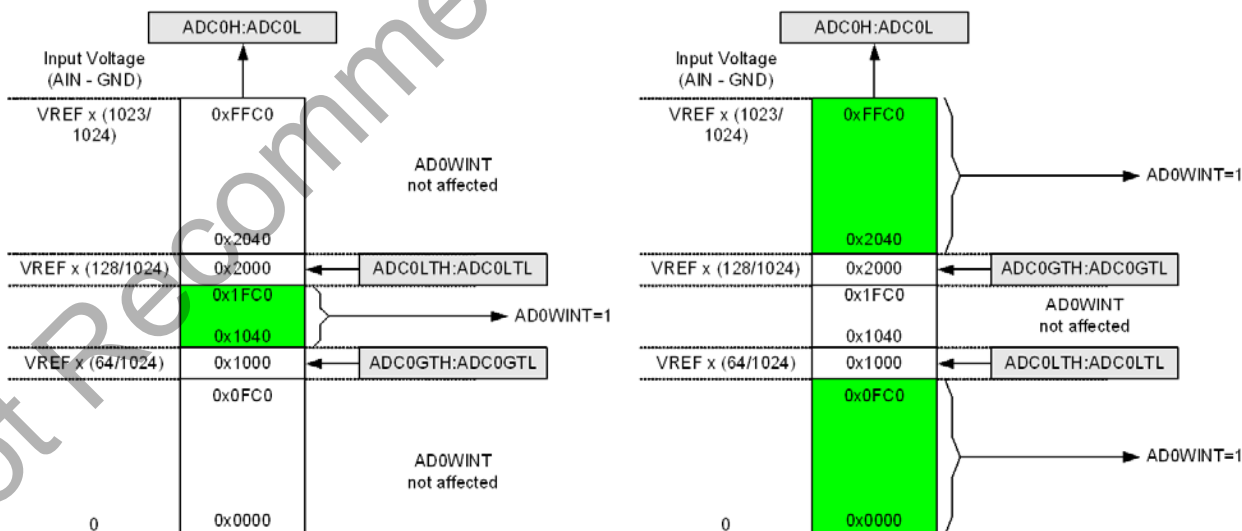 ADC0H:ADC0L
Input Voltage
(AIN - GND)
VREF x (1023/
1024)
0xFFC0
AD0WINT
not affected
0x2040
VREF x (128/1024)
0x2000
ADC0LTH:ADC0LTL
0x1FC0
AD0WINT=1
0x1040
VREF x (64/1024)
0x1000
ADC0GTH:ADC0GTL
0x0FC0
AD0WINT
not affected
0
0x0000
ADC0H:ADC0L
Input Voltage
(AIN - GND)
VREF x (1023/
1024)
0xFFC0
AD0WINT=1
0x2040
VREF x (128/1024)
0x2000
ADC0GTH:ADC0GTL
0x1FC0
AD0WINT
not affected
0x1040
VREF x (64/1024)
0x1000
ADC0LTH:ADC0LTL
0x0FC0
AD0WINT=1
0
0x0000